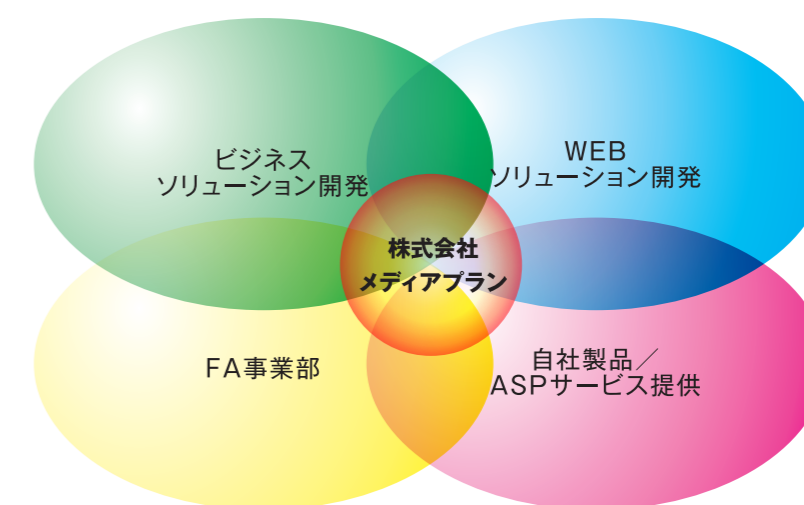 ビジネス
ソリューション開発
WEB
ソリューション開発
株式会社
メディアプラン
FA事業部
自社製品／
ASPサービス提供